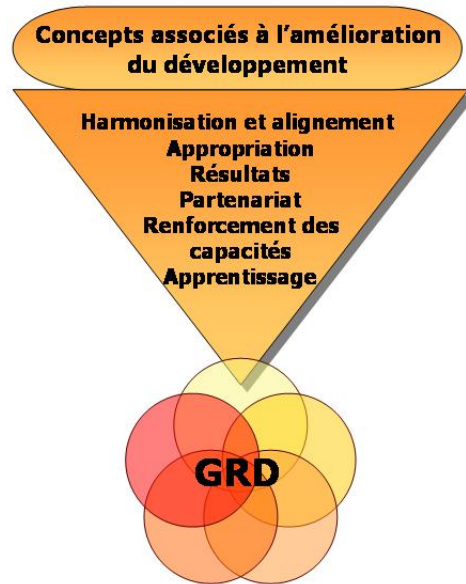 Concepts associés à l'amélioration
du développement
Harmonisation et alignement
Appropriation
Résultats
Partenariat
Renforcement des
capacités
Apprentissage
GRD